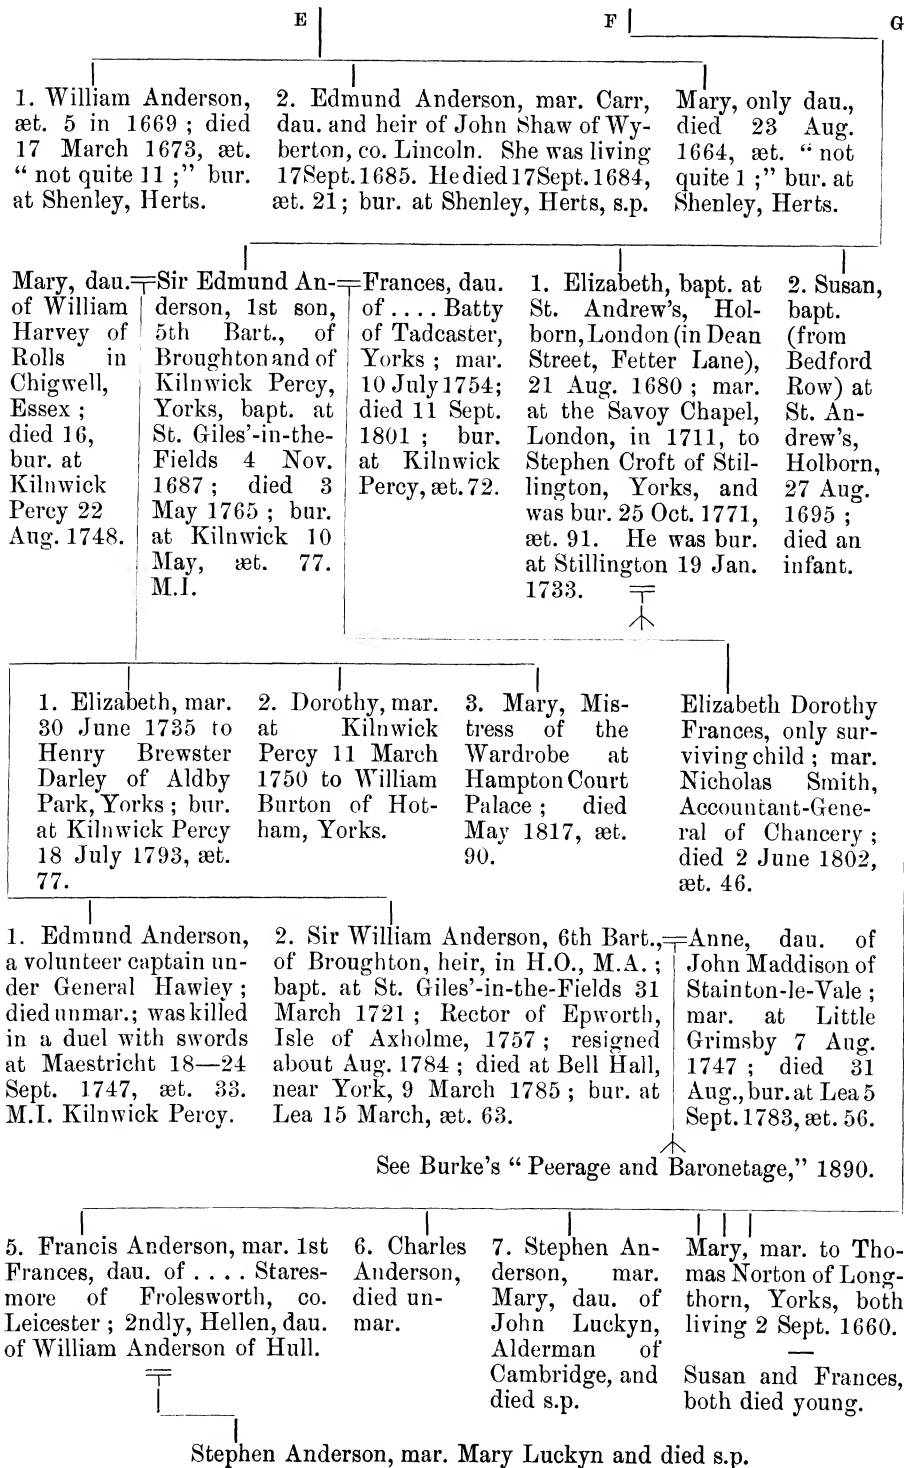 E F G
1. William Anderson,
æt. 5 in 1669 ; died
17 March 1673, æt.
“ not quite 11 ;” bur.
at Shenley, Herts.
2. Edmund Anderson, mar. Carr,
dau. and heir of John Shaw of Wy-
berton, co. Lincoln. She was living
17 Sept. 1685. He died 17 Sept. 1684,
æt. 21 ; bur. at Shenley, Herts, s.p.
Mary, only dau.,
died 23 Aug.
1664, æt. “ not
quite 1 ;” bur. at
Shenley, Herts.
Mary, dau.
of William
Harvey of
Rolls in
Chigwell,
Essex ;
died 16,
bur. at
Kilnwick
Percy 22
Aug. 1748.
Sir Edmund An-
derson, 1st son,
5th Bart., of
Broughton and of
Kilnwick Percy,
Yorks, bapt. at
St. Giles’-in-the-
Fields 4 Nov.
1687 ; died 3
May 1765 ; bur.
at Kilnwick 10
May, æt. 77.
M.I.
Frances, dau.
of .... Batty
of Tadcaster,
Yorks ; mar.
10 July 1754 ;
died 11 Sept.
1801 ; bur.
at Kilnwick
Percy, æt. 72.
1. Elizabeth, bapt. at
St. Andrew’s, Hol-
born, London (in Dean
Street, Fetter Lane),
21 Aug. 1680 ; mar.
at the Savoy Chapel,
London, in 1711, to
Stephen Croft of Stil-
lington, Yorks, and
was bur. 25 Oct. 1771,
æt. 91. He was bur.
at Stillington 19 Jan.
1733.
2. Susan,
bapt.
(from
Bedford
Row) at
St. An-
drew’s,
Holborn,
27 Aug.
1695 ;
died an
infant.
1. Elizabeth, mar.
30 June 1735 to
Henry Brewster
Darley of Aldby
Park, Yorks ; bur.
at Kilnwick Percy
18 July 1793, æt.
77.
2. Dorothy, mar.
at Kilnwick
Percy 11 March
1750 to William
Burton of Hot-
ham, Yorks.
3. Mary, Mis-
tress of the
Wardrobe at
Hampton Court
Palace ; died
May 1817, æt.
90.
Elizabeth Dorothy
Frances, only sur-
viving child ; mar.
Nicholas Smith,
Accountant-Gene-
ral of Chancery ;
died 2 June 1802,
æt. 46.
1. Edmund Anderson,
a volunteer captain un-
der General Hawley ;
died unmar. ; was killed
in a duel with swords
at Maestricht 18—24
Sept. 1747, æt. 33.
M.I. Kilnwick Percy.
2. Sir William Anderson, 6th Bart.,
of Broughton, heir, in H.O., M.A. ;
bapt. at St. Giles’-in-the-Fields 31
March 1721 ; Rector of Epworth,
Isle of Axholme, 1757 ; resigned
about Aug. 1784 ; died at Bell Hall,
near York, 9 March 1785 ; bur. at
Lea 15 March, æt. 63.
Anne, dau. of
John Maddison of
Stainton-le-Vale ;
mar. at Little
Grimsby 7 Aug.
1747 ; died 31
Aug., bur. at Lea 5
Sept. 1783, æt. 56.
See Burke’s “ Peerage and Baronetage,” 1890.
5. Francis Anderson, mar. 1st
Frances, dau. of .... Stares-
more of Frolesworth, co.
Leicester ; 2ndly, Hellen, dau.
of William Anderson of Hull.
6. Charles
Anderson,
died un-
mar.
7. Stephen An-
derson, mar.
Mary, dau. of
John Luckyn,
Alderman of
Cambridge, and
died s.p.
Mary, mar. to Tho-
mas Norton of Long-
thorn, Yorks, both
living 2 Sept. 1660.
—
Susan and Frances,
both died young.
Stephen Anderson, mar. Mary Luckyn and died s.p.